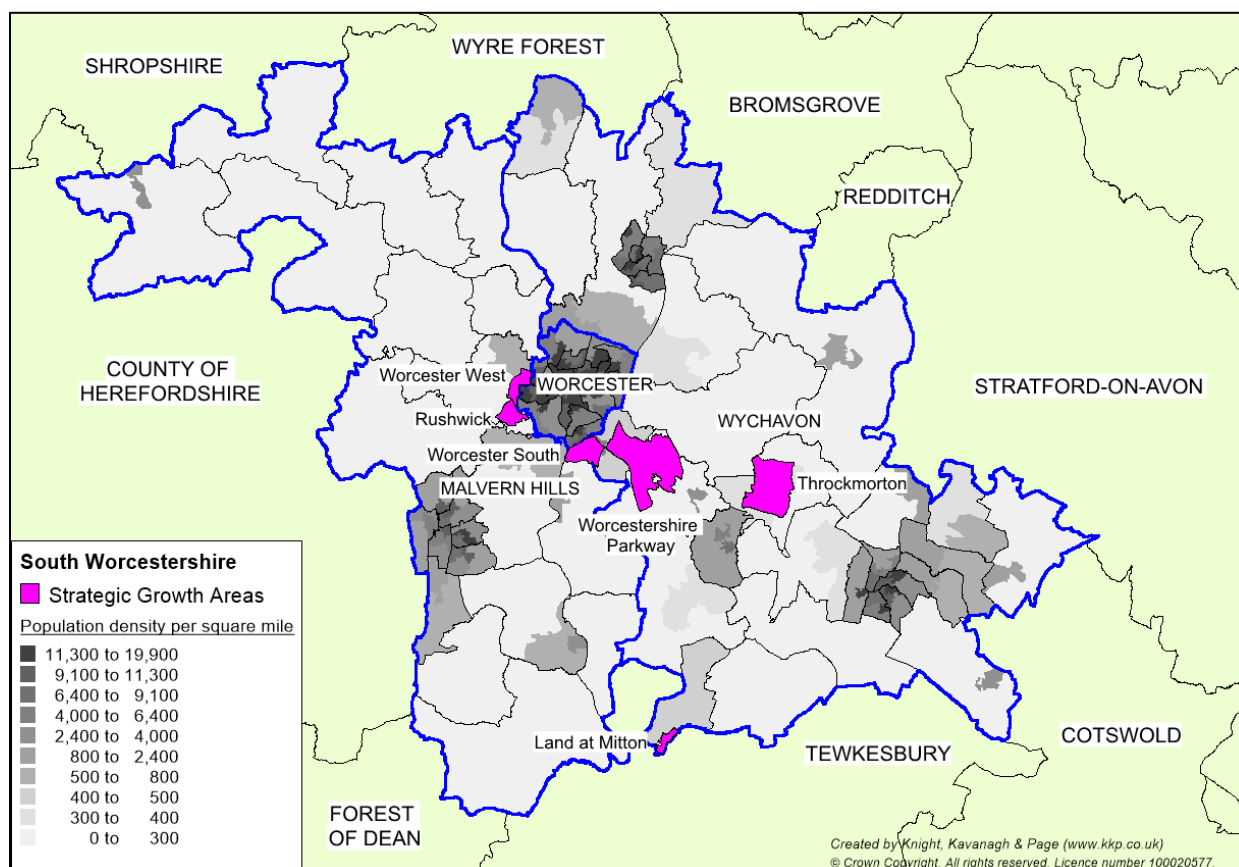 WYRE FOREST
SHROPSHIRE
BROMSGROVE
REDDITCH
COUNTY OF
HEREFORDSHIRE
Worcester West
WORCESTER
STRATFORD-ON-AVON
Rushwick
WYCHAVON
Worcester South
Throckmorton
MALVERN HILLS
Worcestershire
Parkway
South Worcestershire
Strategic Growth Areas
Population density per square mile
11,300 to 19,900
9,100 to 11,300
6,400 to 9,100
4,000 to 6,400
2,400 to 4,000
800 to 2,400
500 to 800
400 to 500
300 to 400
0 to 300
Land at Mitton
TEWKESBURY
COTSWOLD
FOREST
OF DEAN
Created by Knight, Kavanagh & Page (www.kkp.co.uk)
© Crown Copyright. All rights reserved. Licence number 100020577.